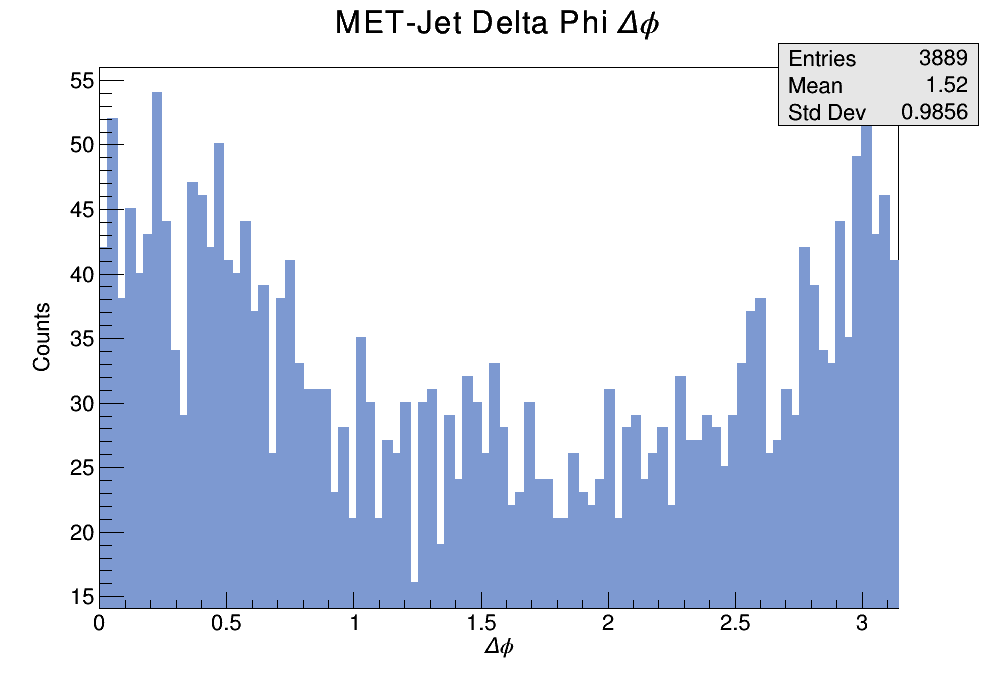 MET-Jet Delta Phi Δϕ
Entries 3889
Mean 1.52
Std Dev 0.9856
55
50
45
40
35
30
25
20
15
Counts
0 0.5 1 1.5 2 2.5 3
Δϕ